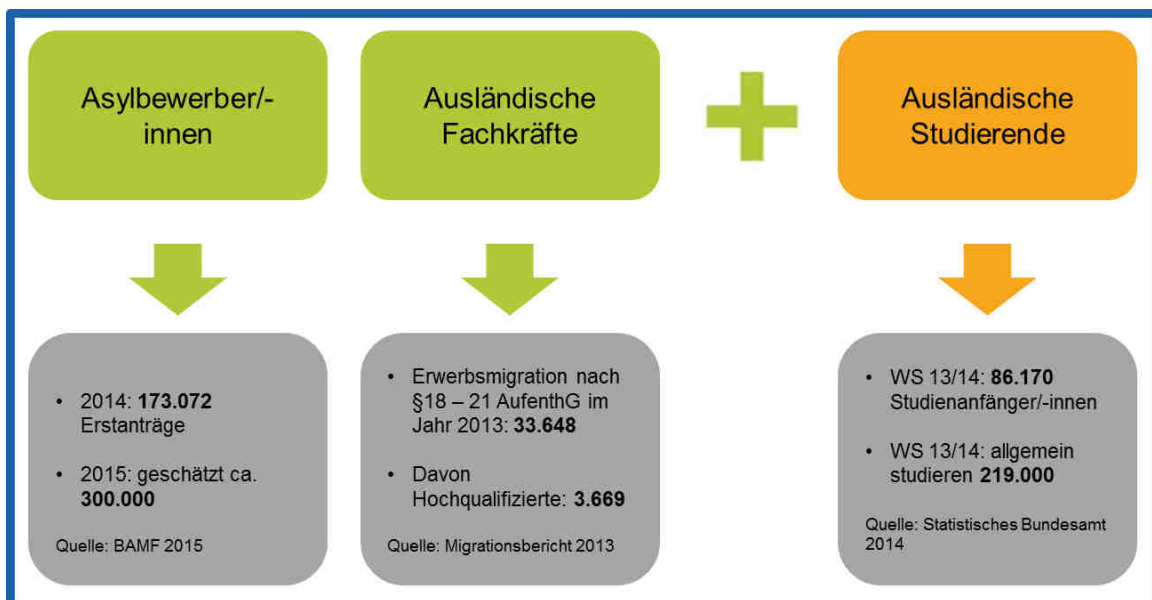 Asylbewerber/-
innen
Ausländische
Fachkräfte
Ausländische
Studierende
• 2014: 173.072
Erstanträge
• 2015: geschätzt ca.
300.000
Quelle: BAMF 2015
• Erwerbsmigration nach
§18 – 21 AufenthG im
Jahr 2013: 33.648
• Davon
Hochqualifizierte: 3.669
Quelle: Migrationsbericht 2013
• WS 13/14: 86.170
Studienanfänger/-innen
• WS 13/14: allgemein
studieren 219.000
Quelle: Statistisches Bundesamt
2014